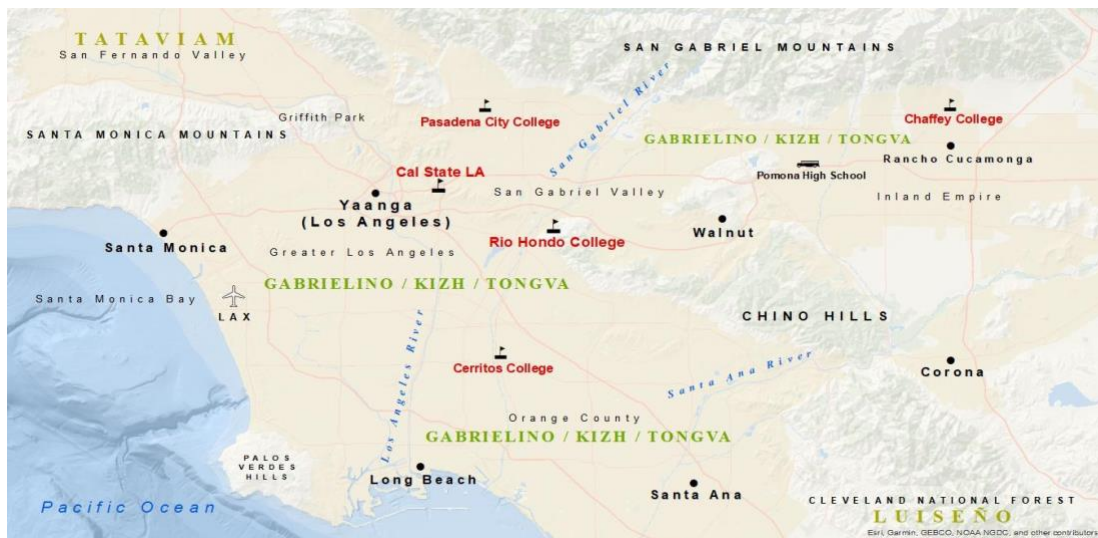 TATAVIAM
San Fernando Valley
SAN GABRIEL MOUNTAINS
Griffith Park
SANTA MONICA MOUNTAINS
Pasadena City College
San Gabriel River
GABRIELINO / KIZH / TONGVA
Chaffey College
Rancho Cucamonga
Cal State LA
Pomona High School
San Gabriel Valley
Inland Empire
Yaanga
(Los Angeles)
Walnut
Santa Monica
Rio Hondo College
Greater Los Angeles
GABRIELINO / KIZH / TONGVA
Santa Monica Bay
LAX
CHINO HILLS
Los Angeles River
Cerritos College
Santa Ana River
Corona
Orange County
GABRIELINO / KIZH / TONGVA
PALOS
VERDES
HILLS
Long Beach
Santa Ana
Pacific Ocean
CLEVELAND NATIONAL FOREST
LUISEÑO
Esri, Garmin, GEBCO, NOAA NGDC, and other contributors